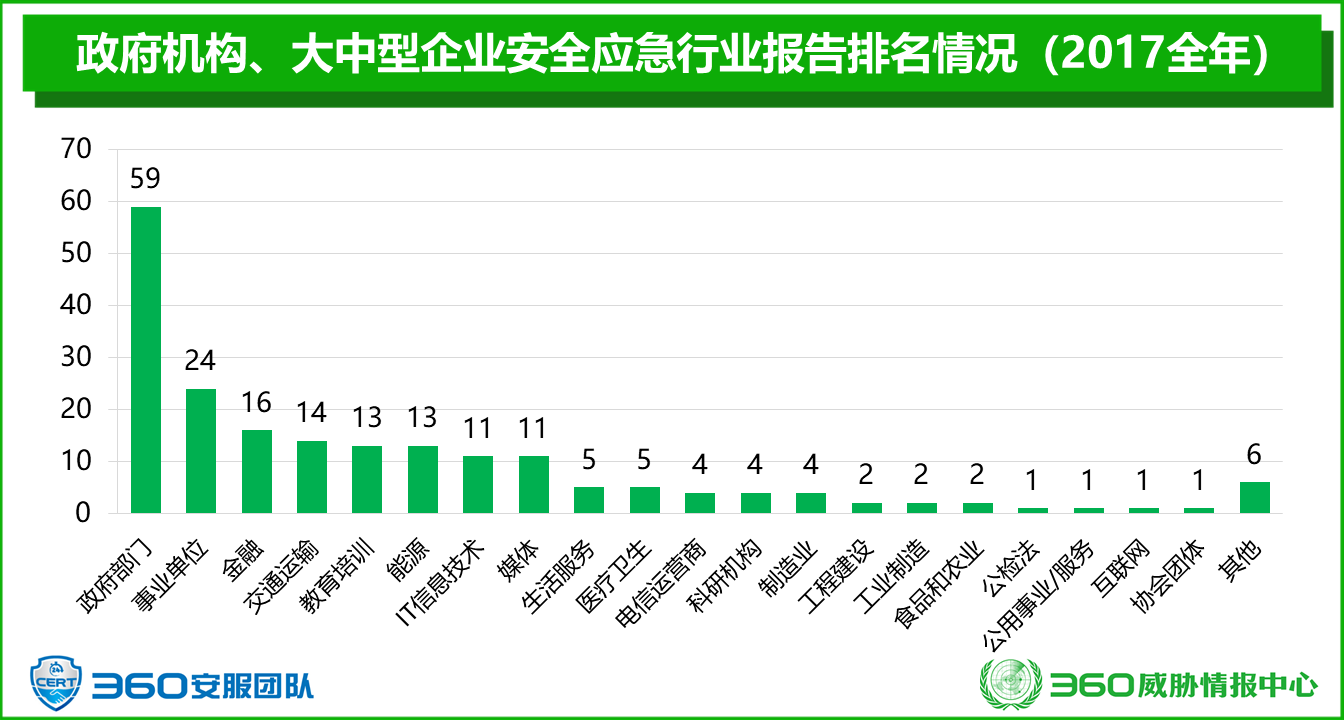 政府机构、大中型企业安全应急行业报告排名情况（2017全年）
70
60
50
40
30
20
10
0
59
24
16
14
13
13
11
11
5
5
4
4
4
2
2
2
1
1
1
1
6
政府部门
事业单位
金融
交通运输
教育培训
能源
IT信息技术
媒体
生活服务
医疗卫生
电信运营商
科研机构
制造业
工程建设
工业制造
食品和农业
公检法
公用事业/服务
互联网
协会团体
其他
24
CERT
360安服团队
360威胁情报中心